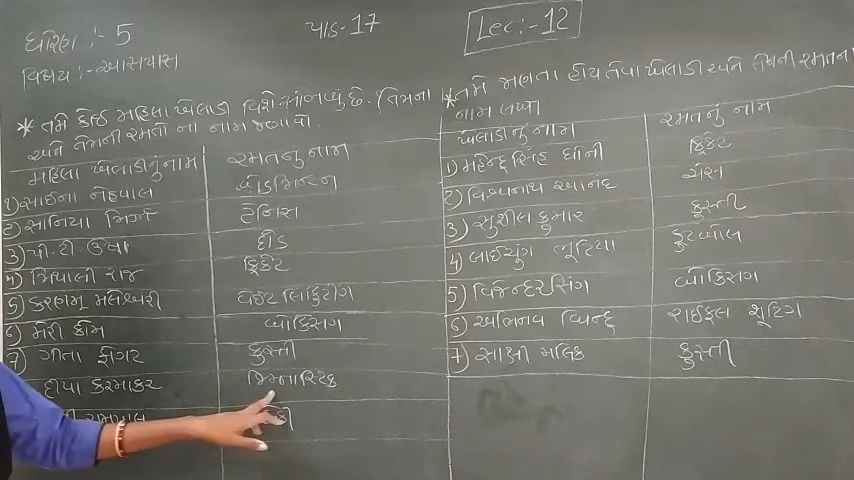 ધોરણ :- 5
પાઠ-17
Lec:-12
વિષય :- આસપાસ
* તમે કોઈ મહિલા ખેલાડી વિશે સાંભળ્યું છે. તેમના
અને તેમની રમતો ના નામ જણાવો.
મહિલા ખેલાડીનું નામ રમતનું નામ
1) સાઈના નેહવાલ બેડમિન્ટન
2) સાનિયા મિર્ઝા ટેનિસ
3) પી.ટી. ઉષા દોડ
4) મિથાલી રાજ ક્રિકેટ
5) કરણમ્ મલેશ્વરી વેઈટ લિફ્ટીંગ
6) મેરી કોમ બોક્સિંગ
7) ગીતા ફોગટ કુસ્તી
દીપા કરમાકર જિમ્નાસ્ટિક
* તમે જાણતા હોય તેવા ખેલાડી અને તેમની રમતના
નામ લખો
ખેલાડીનું નામ રમતનું નામ
1) મહેન્દ્રસિંહ ધોની ક્રિકેટ
2) વિશ્વનાથ આનંદ ચેસ
3) સુશીલ કુમાર કુસ્તી
4) બાઈચુંગ ભૂટિયા ફુટબોલ
5) વિજેન્દરસિંગ બોક્સિંગ
6) અભિનવ બિન્દ્રા રાઈફલ શૂટિંગ
7) સાક્ષી મલિક કુસ્તી